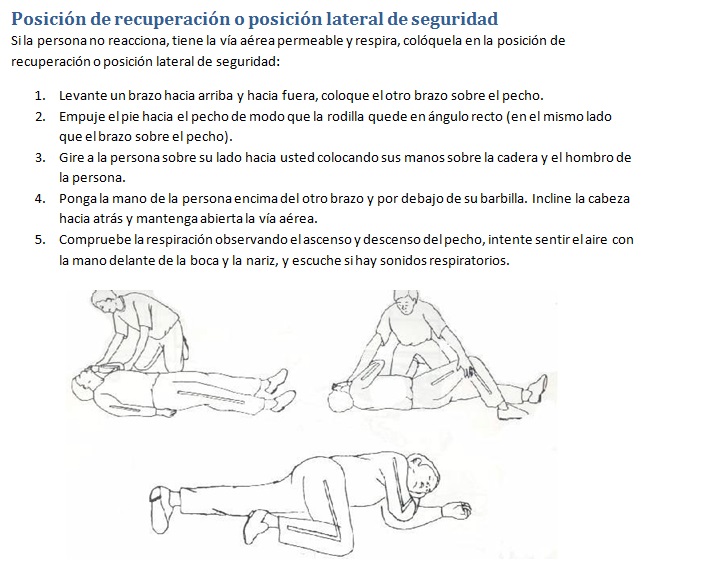 Posición de recuperación o posición lateral de seguridad
Si la persona no reacciona, tiene la vía aérea permeable y respira, colóquela en la posición de
recuperación o posición lateral de seguridad:
1. Levante un brazo hacia arriba y hacia fuera, coloque el otro brazo sobre el pecho.
2. Empuje el pie hacia el pecho de modo que la rodilla quede en ángulo recto (en el mismo lado
que el brazo sobre el pecho).
3. Gire a la persona sobre su lado hacia usted colocando sus manos sobre la cadera y el hombro de
la persona.
4. Ponga la mano de la persona encima del otro brazo y por debajo de su barbilla. Incline la cabeza
hacia atrás y mantenga abierta la vía aérea.
5. Compruebe la respiración observando el ascenso y descenso del pecho, intente sentir el aire con
la mano delante de la boca y la nariz, y escuche si hay sonidos respiratorios.